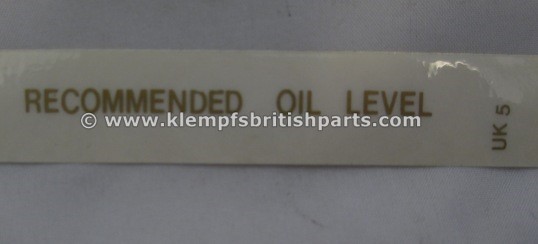 RECOMMENDED OIL LEVEL
© www.klempfsbritishparts.com
UK 5